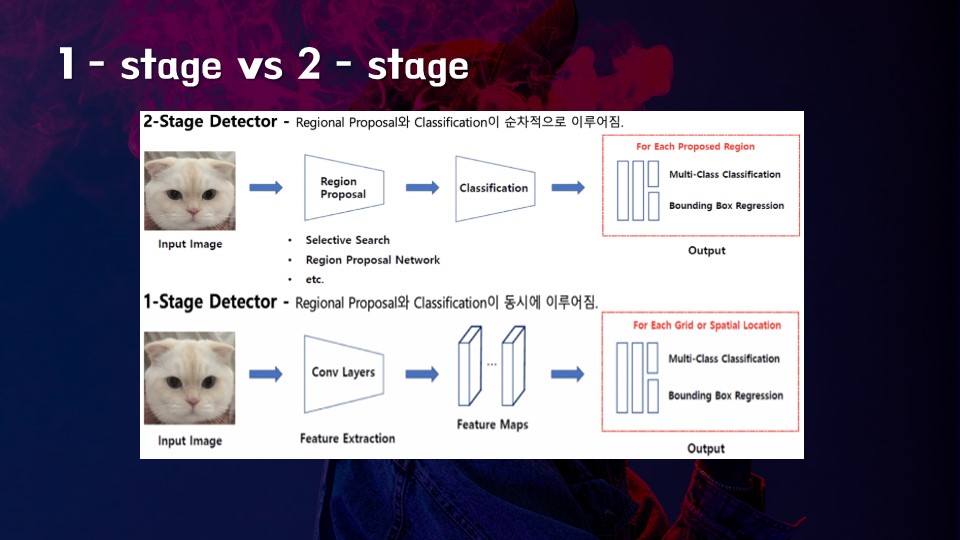 1 - stage vs 2 - stage
2-Stage Detector - Regional Proposal와 Classification이 순차적으로 이루어짐.
For Each Proposed Region
Region
Proposal
Classification
Multi-Class Classification
Bounding Box Regression
Input Image
Output
• Selective Search
• Region Proposal Network
• etc.
1-Stage Detector - Regional Proposal와 Classification이 동시에 이루어짐.
For Each Grid or Spatial Location
Conv Layers
...
Multi-Class Classification
Bounding Box Regression
Input Image
Feature Extraction
Feature Maps
Output